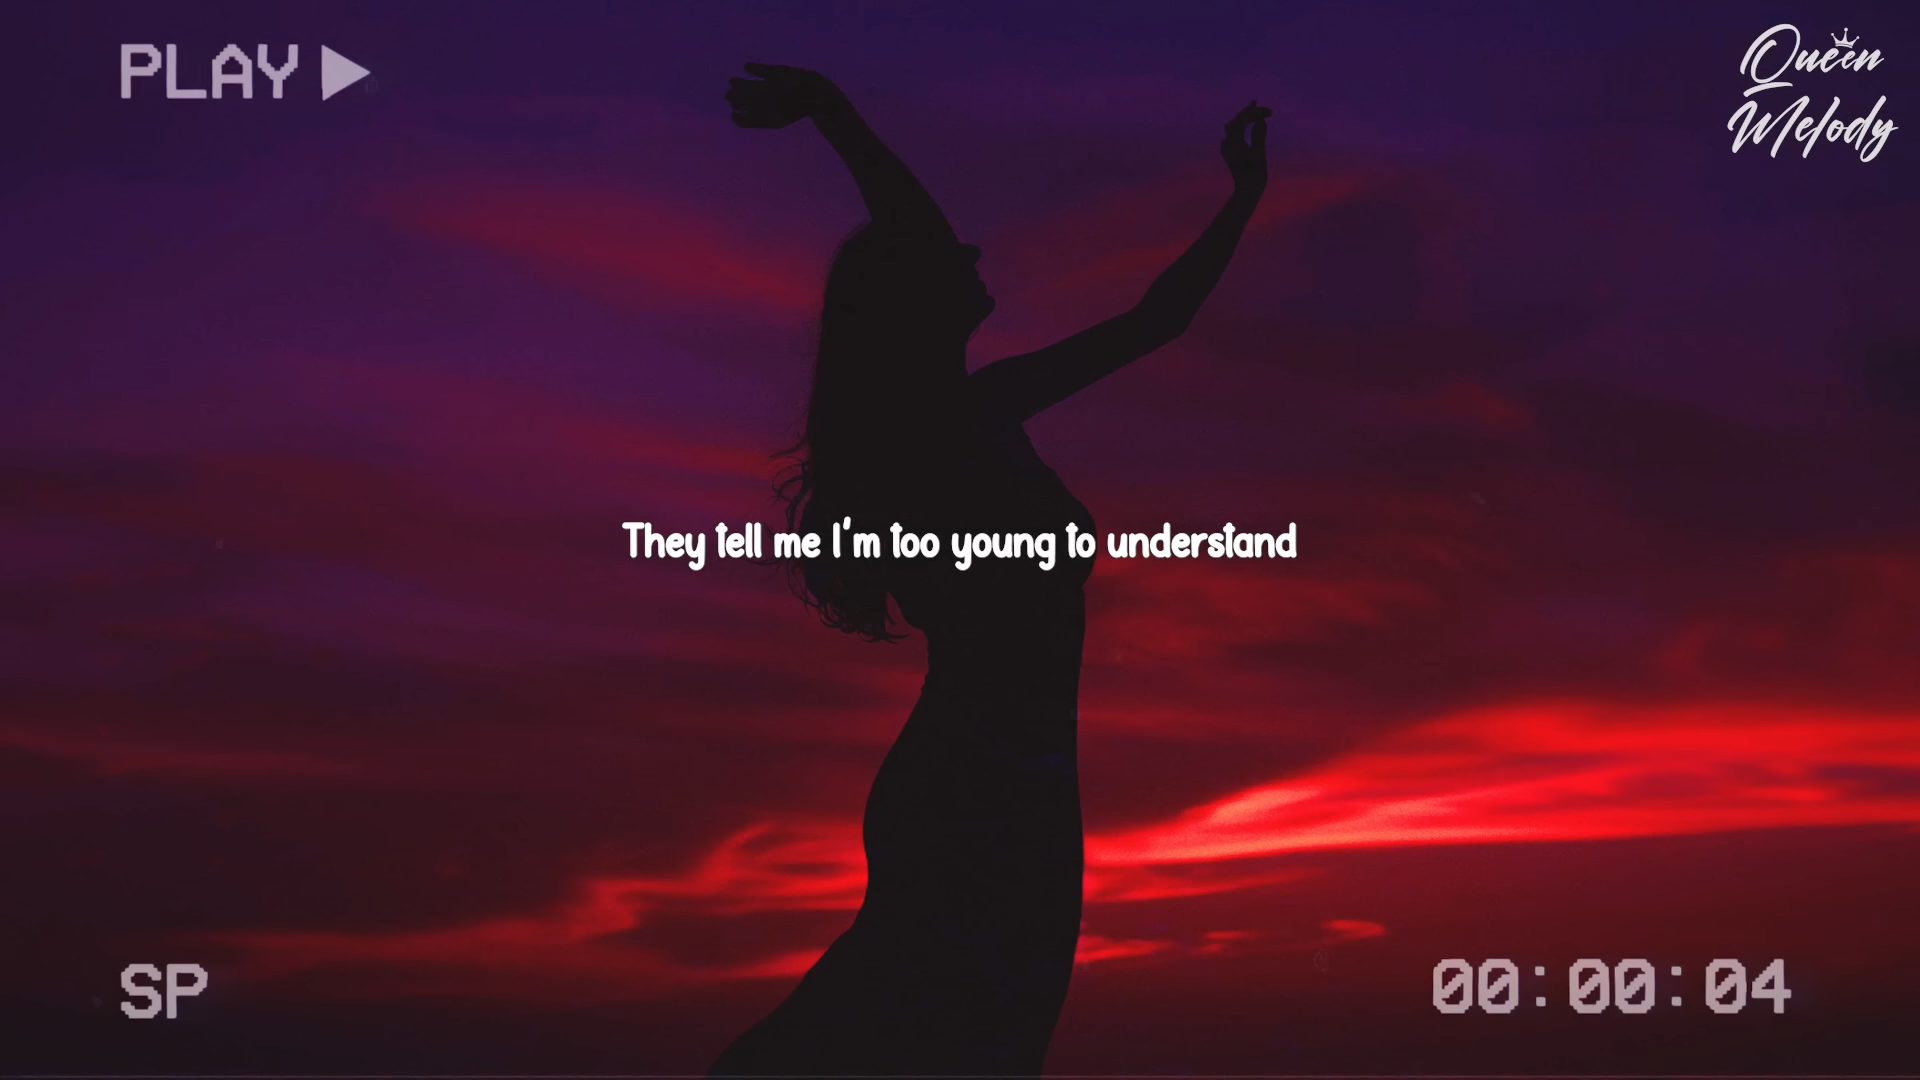 PLAY
Queen
Melody
They tell me I'm too young to understand
SP
00:00:04